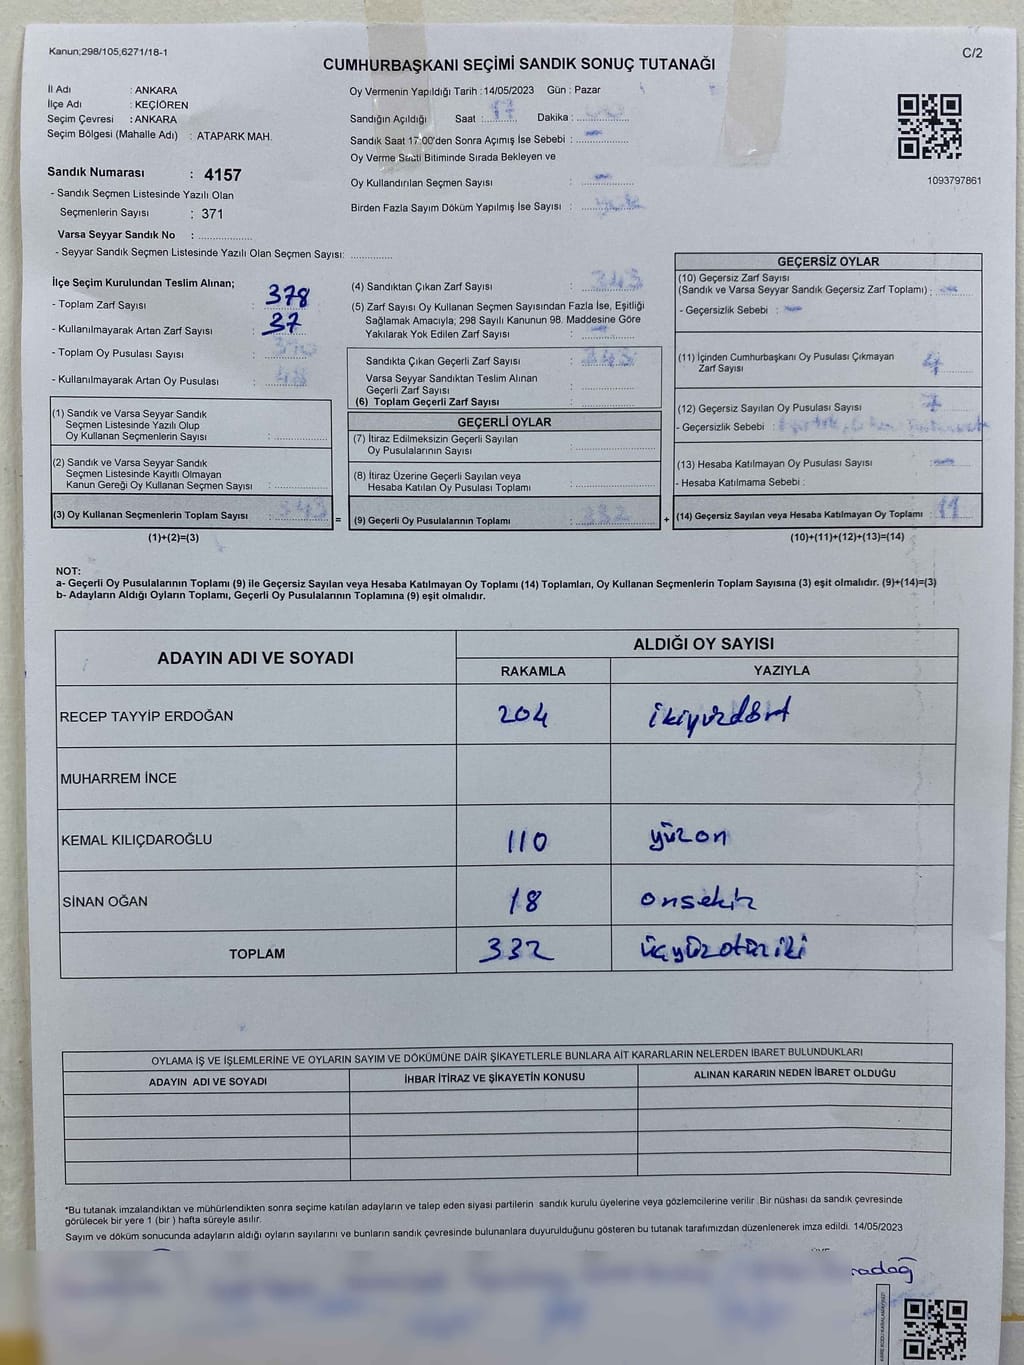 Kanun;298/105,6271/18-1
C/2
CUMHURBAŞKANI SEÇİMİ SANDIK SONUÇ TUTANAĞI
İl Adı : ANKARA
İlçe Adı : KEÇİÖREN
Seçim Çevresi : ANKARA
Seçim Bölgesi (Mahalle Adı) : ATAPARK MAH.
Sandık Numarası : 4157
- Sandık Seçmen Listesinde Yazılı Olan
Seçmenlerin Sayısı : 371
Varsa Seyyar Sandık No : ..................
- Seyyar Sandık Seçmen Listesinde Yazılı Olan Seçmen Sayısı: ..............
Oy Vermenin Yapıldığı Tarih : 14/05/2023 Gün : Pazar
Sandığın Açıldığı Saat : 17 Dakika : 00
Sandık Saat 17:00'den Sonra Açımış İse Sebebi : —
Oy Verme Saati Bitiminde Sırada Bekleyen ve
Oy Kullandırılan Seçmen Sayısı : —
Birden Fazla Sayım Döküm Yapılmış İse Sayısı :
1093797861
İlçe Seçim Kurulundan Teslim Alınan;
- Toplam Zarf Sayısı : 378
- Kullanılmayarak Artan Zarf Sayısı : 37
- Toplam Oy Pusulası Sayısı :
- Kullanılmayarak Artan Oy Pusulası : 48
(1) Sandık ve Varsa Seyyar Sandık
Seçmen Listesinde Yazılı Olup
Oy Kullanan Seçmenlerin Sayısı :
(2) Sandık ve Varsa Seyyar Sandık
Seçmen Listesinde Kayıtlı Olmayan
Kanun Gereği Oy Kullanan Seçmen Sayısı :
(3) Oy Kullanan Seçmenlerin Toplam Sayısı : 343
(1)+(2)=(3)
=
(4) Sandıktan Çıkan Zarf Sayısı : 343
(5) Zarf Sayısı Oy Kullanan Seçmen Sayısından Fazla İse, Eşitliği
Sağlamak Amacıyla, 298 Sayılı Kanunun 98. Maddesine Göre
Yakılarak Yok Edilen Zarf Sayısı : —
Sandıkta Çıkan Geçerli Zarf Sayısı : 343
Varsa Seyyar Sandıktan Teslim Alınan
Geçerli Zarf Sayısı :
(6) Toplam Geçerli Zarf Sayısı :
GEÇERLİ OYLAR
(7) İtiraz Edilmeksizin Geçerli Sayılan
Oy Pusulalarının Sayısı :
(8) İtiraz Üzerine Geçerli Sayılan veya
Hesaba Katılan Oy Pusulası Toplamı :
(9) Geçerli Oy Pusulalarının Toplamı : 332
+
GEÇERSİZ OYLAR
(10) Geçersiz Zarf Sayısı
(Sandık ve Varsa Seyyar Sandık Geçersiz Zarf Toplamı) : —
- Geçersizlik Sebebi : —
(11) İçinden Cumhurbaşkanı Oy Pusulası Çıkmayan
Zarf Sayısı 4
(12) Geçersiz Sayılan Oy Pusulası Sayısı : 7
- Geçersizlik Sebebi :
(13) Hesaba Katılmayan Oy Pusulası Sayısı : —
- Hesaba Katılmama Sebebi :
(14) Geçersiz Sayılan veya Hesaba Katılmayan Oy Toplamı : 11
(10)+(11)+(12)+(13)=(14)
NOT:
a- Geçerli Oy Pusulalarının Toplamı (9) ile Geçersiz Sayılan veya Hesaba Katılmayan Oy Toplamı (14) Toplamları, Oy Kullanan Seçmenlerin Toplam Sayısına (3) eşit olmalıdır. (9)+(14)=(3)
b- Adayların Aldığı Oyların Toplamı, Geçerli Oy Pusulalarının Toplamına (9) eşit olmalıdır.
ADAYIN ADI VE SOYADI
ALDIĞI OY SAYISI
RAKAMLA YAZIYLA
RECEP TAYYİP ERDOĞAN 204 ikiyüzdört
MUHARREM İNCE
KEMAL KILIÇDAROĞLU 110 yüzon
SİNAN OĞAN 18 onsekiz
TOPLAM 332 üçyüzotuziki
OYLAMA İŞ VE İŞLEMLERİNE VE OYLARIN SAYIM VE DÖKÜMÜNE DAİR ŞİKAYETLERLE BUNLARA AİT KARARLARIN NELERDEN İBARET BULUNDUKLARI
ADAYIN ADI VE SOYADI İHBAR İTİRAZ VE ŞİKAYETİN KONUSU ALINAN KARARIN NEDEN İBARET OLDUĞU
*Bu tutanak imzalandıktan ve mühürlendikten sonra seçime katılan adayların ve talep eden siyasi partilerin sandık kurulu üyelerine veya gözlemcilerine verilir .Bir nüshası da sandık çevresinde
görülecek bir yere 1 (bir ) hafta süreyle asılır.
Sayım ve döküm sonucunda adayların aldığı oyların sayılarını ve bunların sandık çevresinde bulunanlara duyurulduğunu gösteren bu tutanak tarafımızdan düzenlenerek imza edildi. 14/05/2023
radağ